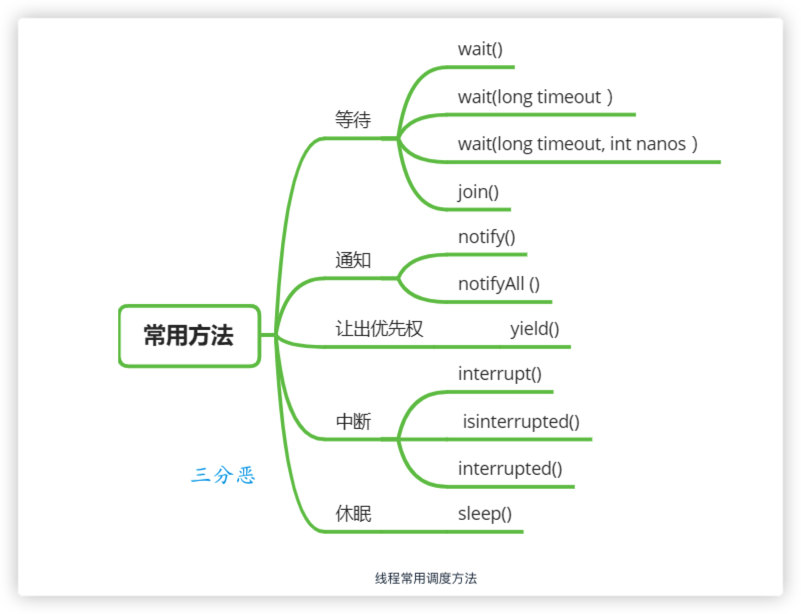 wait()
wait(long timeout )
等待
wait(long timeout, int nanos )
join()
notify()
通知
notifyAll ()
常用方法
让出优先权 yield()
interrupt()
中断
isinterrupted()
interrupted()
三分恶
休眠 sleep()
线程常用调度方法